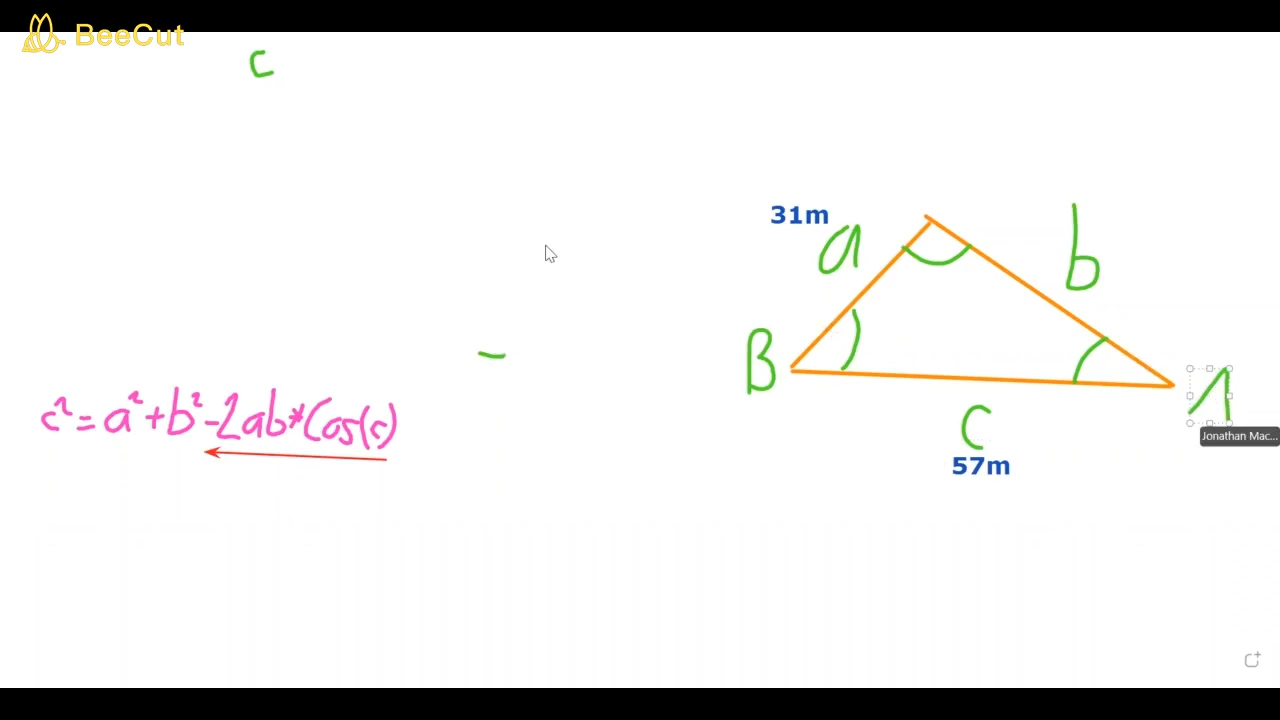 BeeCut
C
31m
a
b
B
c² = a² + b² - 2ab * Cos(c)
C
57m
Jonathan Mac...